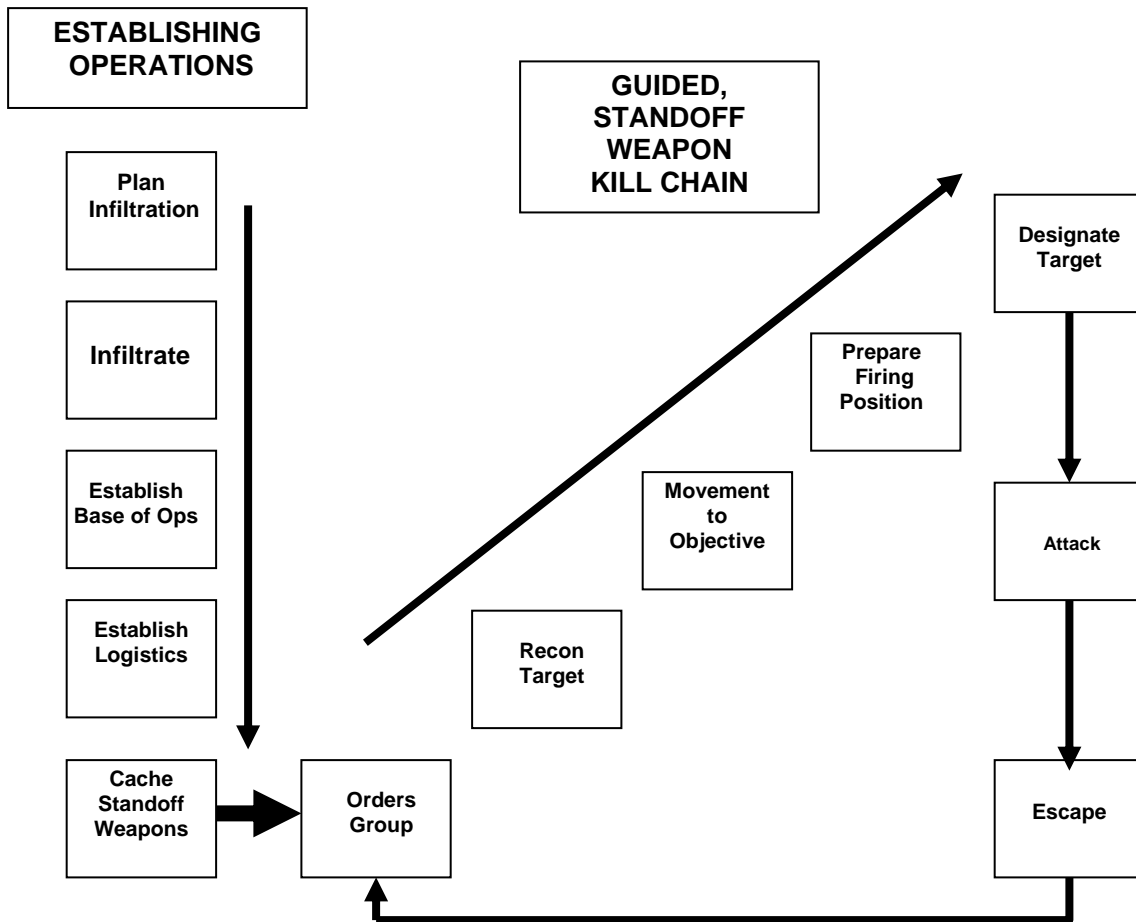 ESTABLISHING
OPERATIONS
GUIDED,
STANDOFF
WEAPON
KILL CHAIN
Plan
Infiltration
Infiltrate
Establish
Base of Ops
Establish
Logistics
Cache
Standoff
Weapons
Orders
Group
Recon
Target
Movement
to
Objective
Prepare
Firing
Position
Designate
Target
Attack
Escape